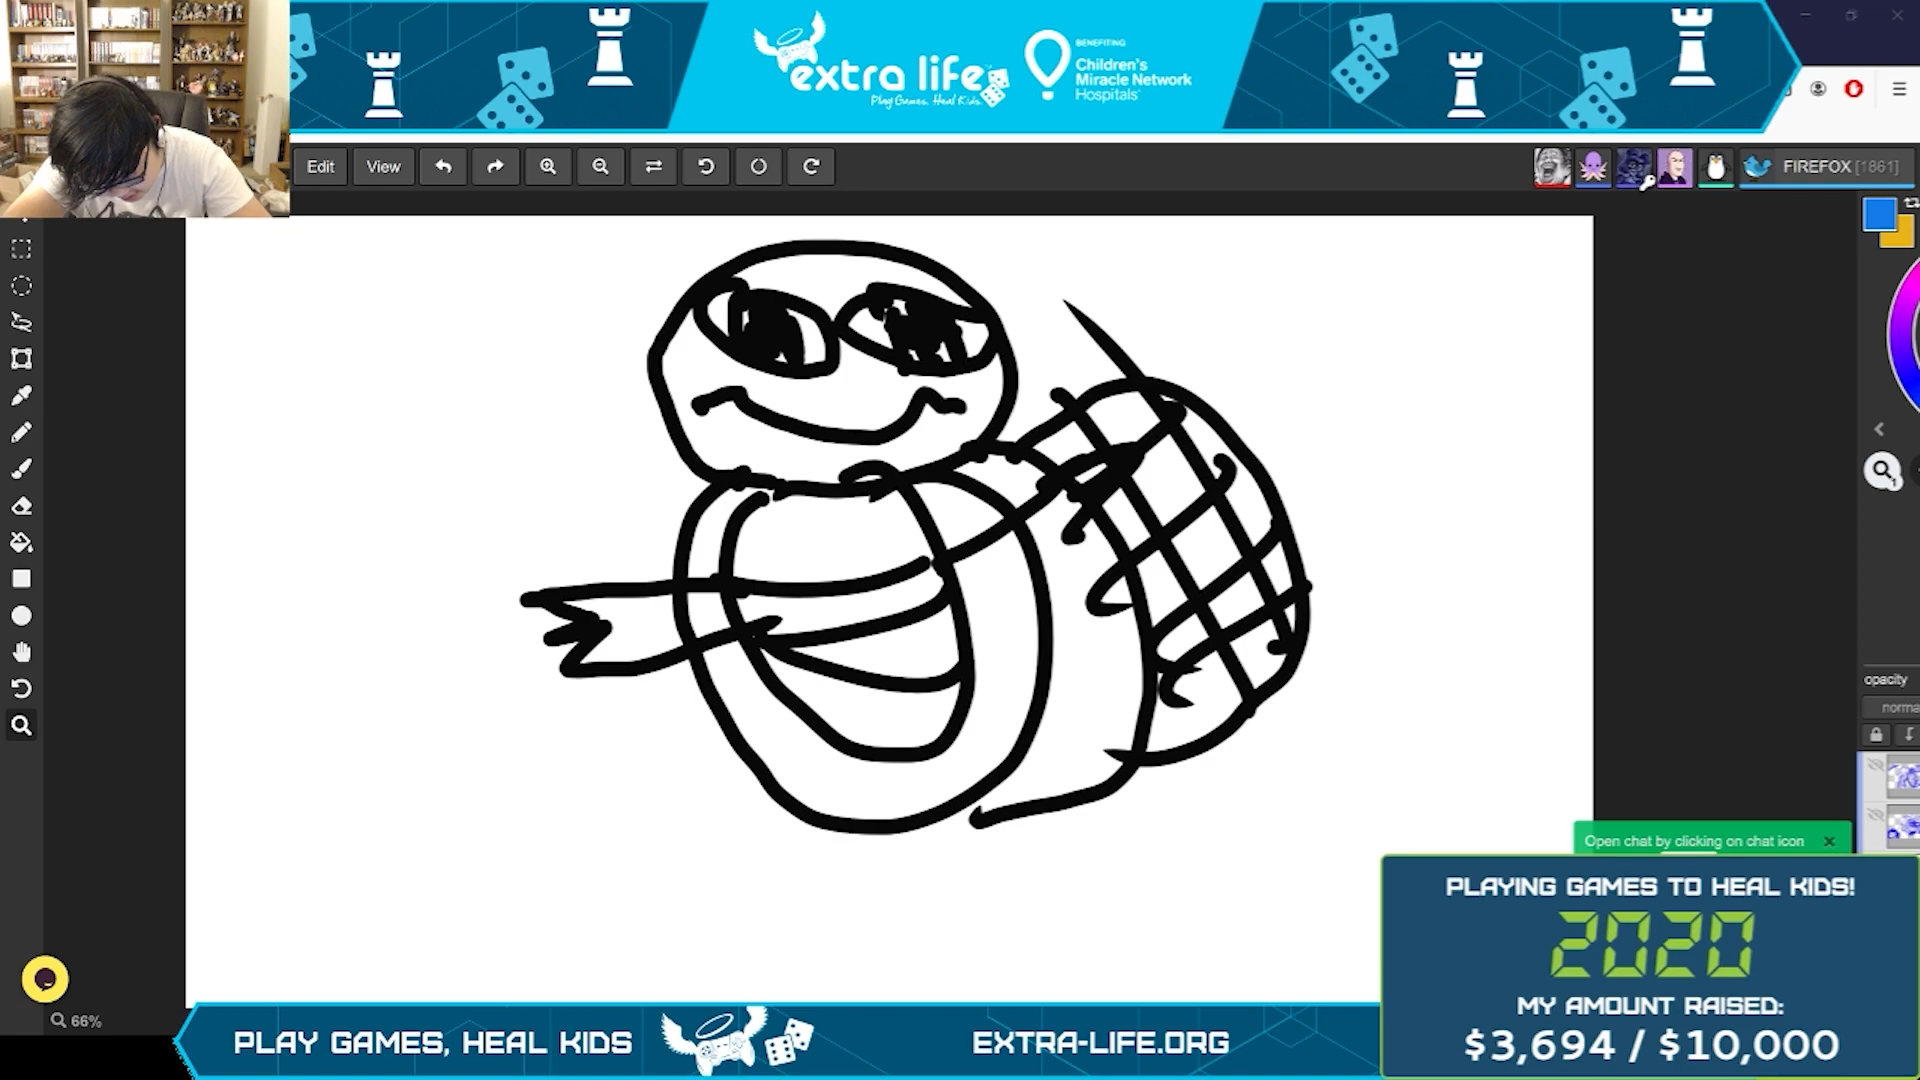 extra life
Play Games. Heal Kids.
BENEFITING
Children's
Miracle Network
Hospitals
Edit
View
FIREFOX [1861]
opacity
norma
Open chat by clicking on chat icon
PLAYING GAMES TO HEAL KIDS!
2020
MY AMOUNT RAISED:
$3,694 / $10,000
66%
PLAY GAMES, HEAL KIDS
EXTRA-LIFE.ORG